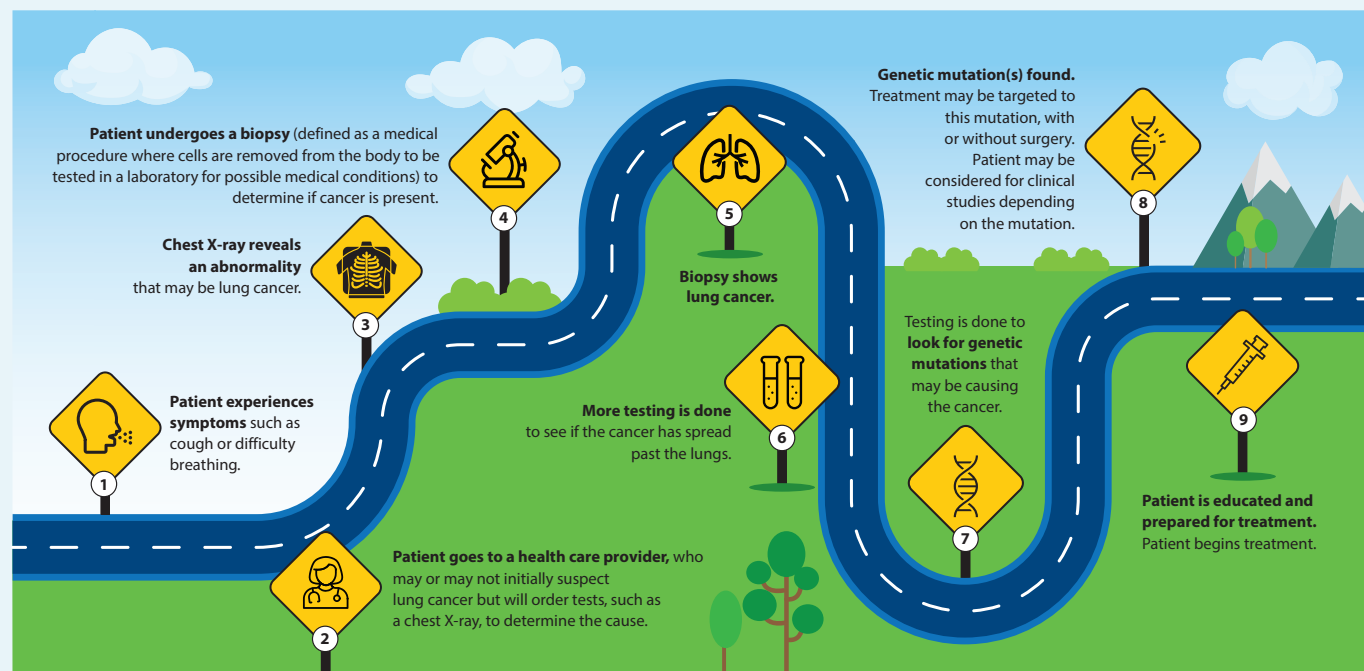 1
Patient experiences
symptoms such as
cough or difficulty
breathing.
2
Patient goes to a health care provider, who
may or may not initially suspect
lung cancer but will order tests, such as
a chest X-ray, to determine the cause.
3
Chest X-ray reveals
an abnormality
that may be lung cancer.
4
Patient undergoes a biopsy (defined as a medical
procedure where cells are removed from the body to be
tested in a laboratory for possible medical conditions) to
determine if cancer is present.
5
Biopsy shows
lung cancer.
6
More testing is done
to see if the cancer has spread
past the lungs.
7
Testing is done to
look for genetic
mutations that
may be causing
the cancer.
8
Genetic mutation(s) found.
Treatment may be targeted to
this mutation, with
or without surgery.
Patient may be
considered for clinical
studies depending
on the mutation.
9
Patient is educated and
prepared for treatment.
Patient begins treatment.